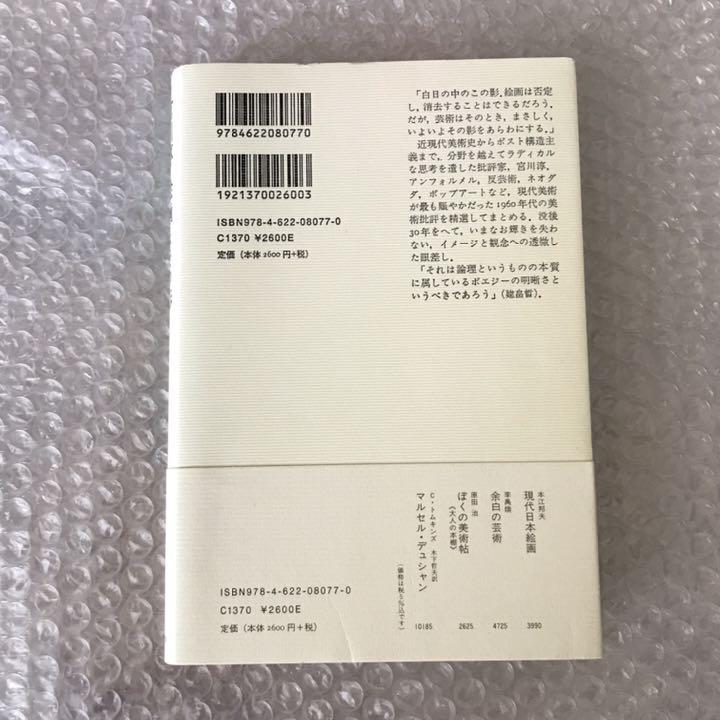 9784622080770
1921370026003
ISBN978-4-622-08077-0
C1370 ¥2600E
定価（本体2600円+税）
「白日の中のこの影，絵画は否定
し，消去することはできるだろう．
だが，芸術はそのとき，まさしく，
いよいよその影をあらわにする．」
近現代美術史からポスト構造主
義まで，分野を越えてラディカル
な思考を遺した批評家，宮川淳．
アンフォルメル，反芸術，ネオダ
ダ，ポップアートなど，現代美術
が最も賑やかだった1960年代の美
術批評を精選してまとめる．没後
30年をへて，いまなお輝きを失わ
ない，イメージと観念への透徹し
た眼差し．
「それは論理というものの本質
に属しているポエジーの明晰さと
いうべきであろう」（建畠晢）．
本江邦夫
現代日本絵画 3990
李禹煥
余白の芸術 4725
原田 治
ぼくの美術帖
《大人の本棚》 2625
C・トムキンズ 木下哲夫訳
マルセル・デュシャン 10185
（価格は税5%込です）
ISBN978-4-622-08077-0
C1370 ¥2600E
定価（本体2600円+税）